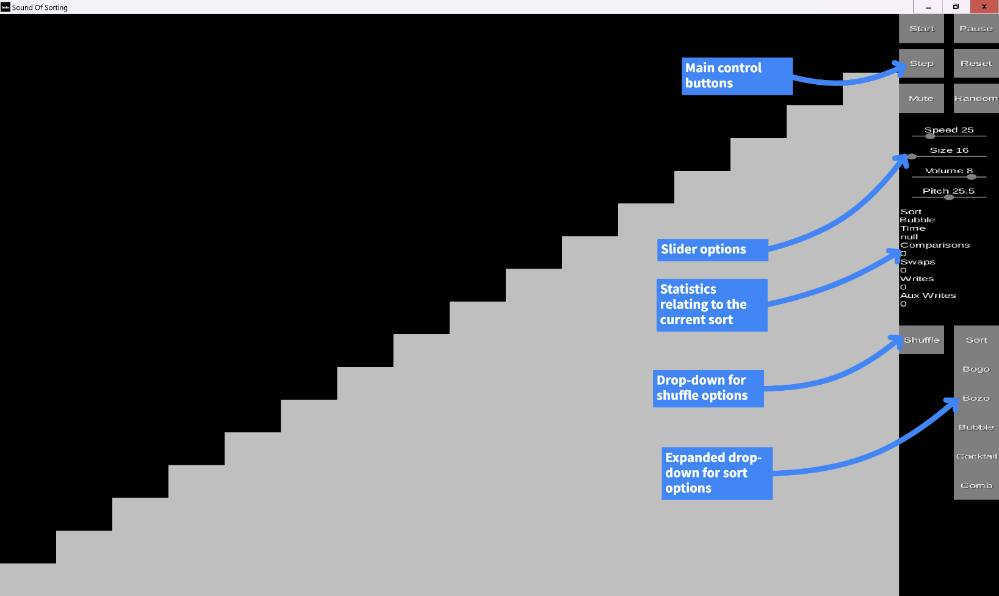 Sound Of Sorting
Start
Pause
Main control
buttons
Step
Reset
Mute
Random
Speed 25
Size 16
Volume 8
Pitch 25.5
Sort
Bubble
Time
null
Slider options
Comparisons
0
Swaps
0
Writes
0
Aux Writes
0
Statistics
relating to the
current sort
Shuffle
Sort
Bogo
Drop-down for
shuffle options
Bozo
Bubble
Cocktail
Comb
Expanded drop-
down for sort
options